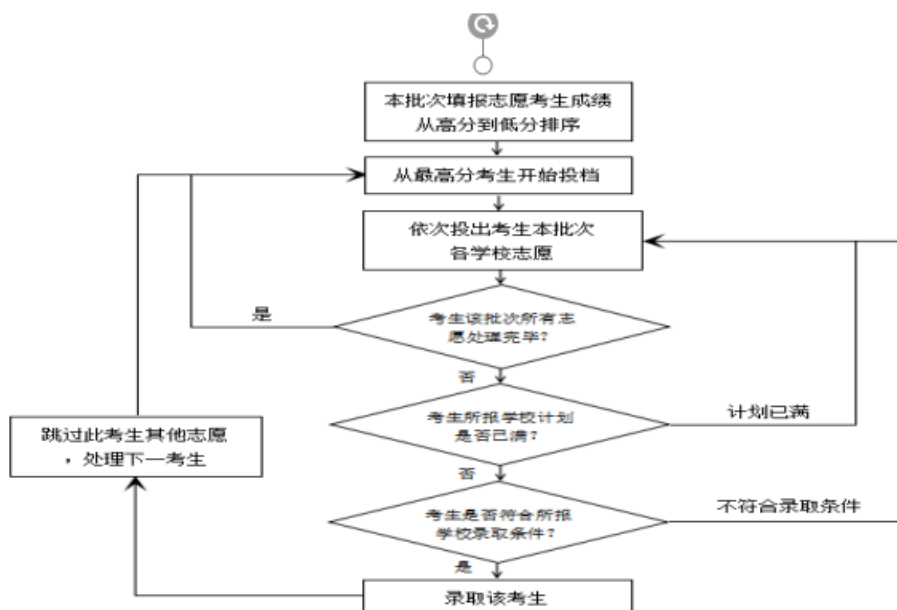 本批次填报志愿考生成绩
从高分到低分排序
从最高分考生开始投档
依次投出考生本批次
各学校志愿
是
考生该批次所有志
愿处理完毕?
否
考生所报学校计划
是否已满?
计划已满
跳过此考生其他志愿
，处理下一考生
否
考生是否符合所报
学校录取条件?
不符合录取条件
是
录取该考生